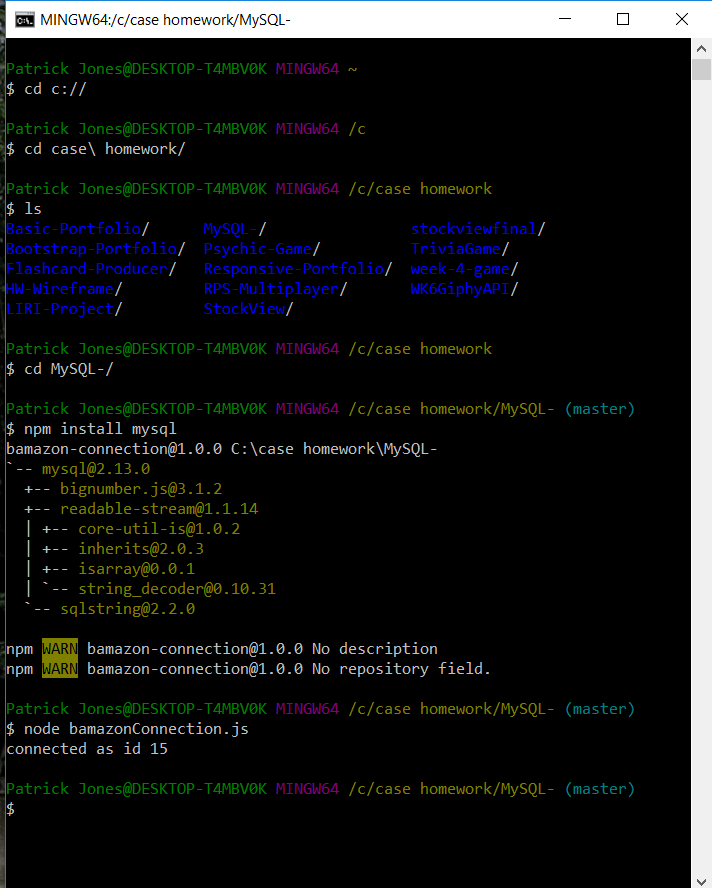 MINGW64:/c/case homework/MySQL-
Patrick Jones@DESKTOP-T4MBV0K MINGW64 ~
$ cd c://
Patrick Jones@DESKTOP-T4MBV0K MINGW64 /c
$ cd case\ homework/
Patrick Jones@DESKTOP-T4MBV0K MINGW64 /c/case homework
$ ls
Basic-Portfolio/ MySQL-/ stockviewfinal/
Bootstrap-Portfolio/ Psychic-Game/ TriviaGame/
Flashcard-Producer/ Responsive-Portfolio/ week-4-game/
HW-Wireframe/ RPS-Multiplayer/ WK6GiphyAPI/
LIRI-Project/ StockView/
Patrick Jones@DESKTOP-T4MBV0K MINGW64 /c/case homework
$ cd MySQL-/
Patrick Jones@DESKTOP-T4MBV0K MINGW64 /c/case homework/MySQL- (master)
$ npm install mysql
bamazon-connection@1.0.0 C:\case homework\MySQL-
`-- mysql@2.13.0
+-- bignumber.js@3.1.2
+-- readable-stream@1.1.14
| +-- core-util-is@1.0.2
| +-- inherits@2.0.3
| +-- isarray@0.0.1
| `-- string_decoder@0.10.31
`-- sqlstring@2.2.0
npm WARN bamazon-connection@1.0.0 No description
npm WARN bamazon-connection@1.0.0 No repository field.
Patrick Jones@DESKTOP-T4MBV0K MINGW64 /c/case homework/MySQL- (master)
$ node bamazonConnection.js
connected as id 15
Patrick Jones@DESKTOP-T4MBV0K MINGW64 /c/case homework/MySQL- (master)
$